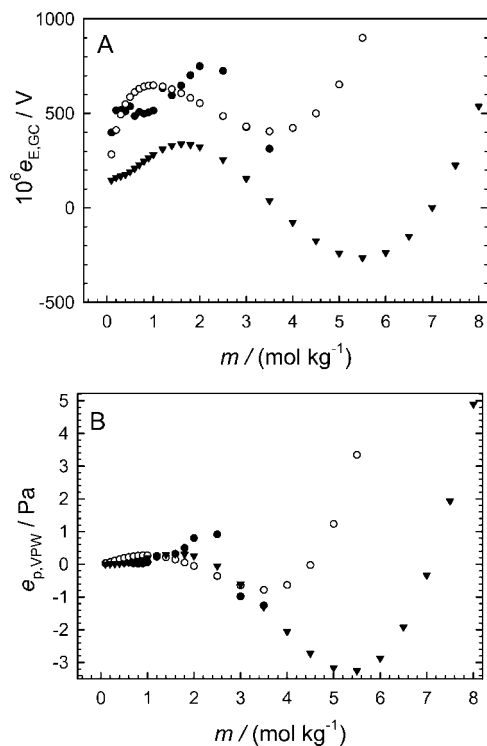 A
1000
500
0
-500
10⁶e_E,GC / V
0 1 2 3 4 5 6 7 8
m / (mol kg⁻¹)
B
5
4
3
2
1
0
-1
-2
-3
e_p,VPW / Pa
0 1 2 3 4 5 6 7 8
m / (mol kg⁻¹)